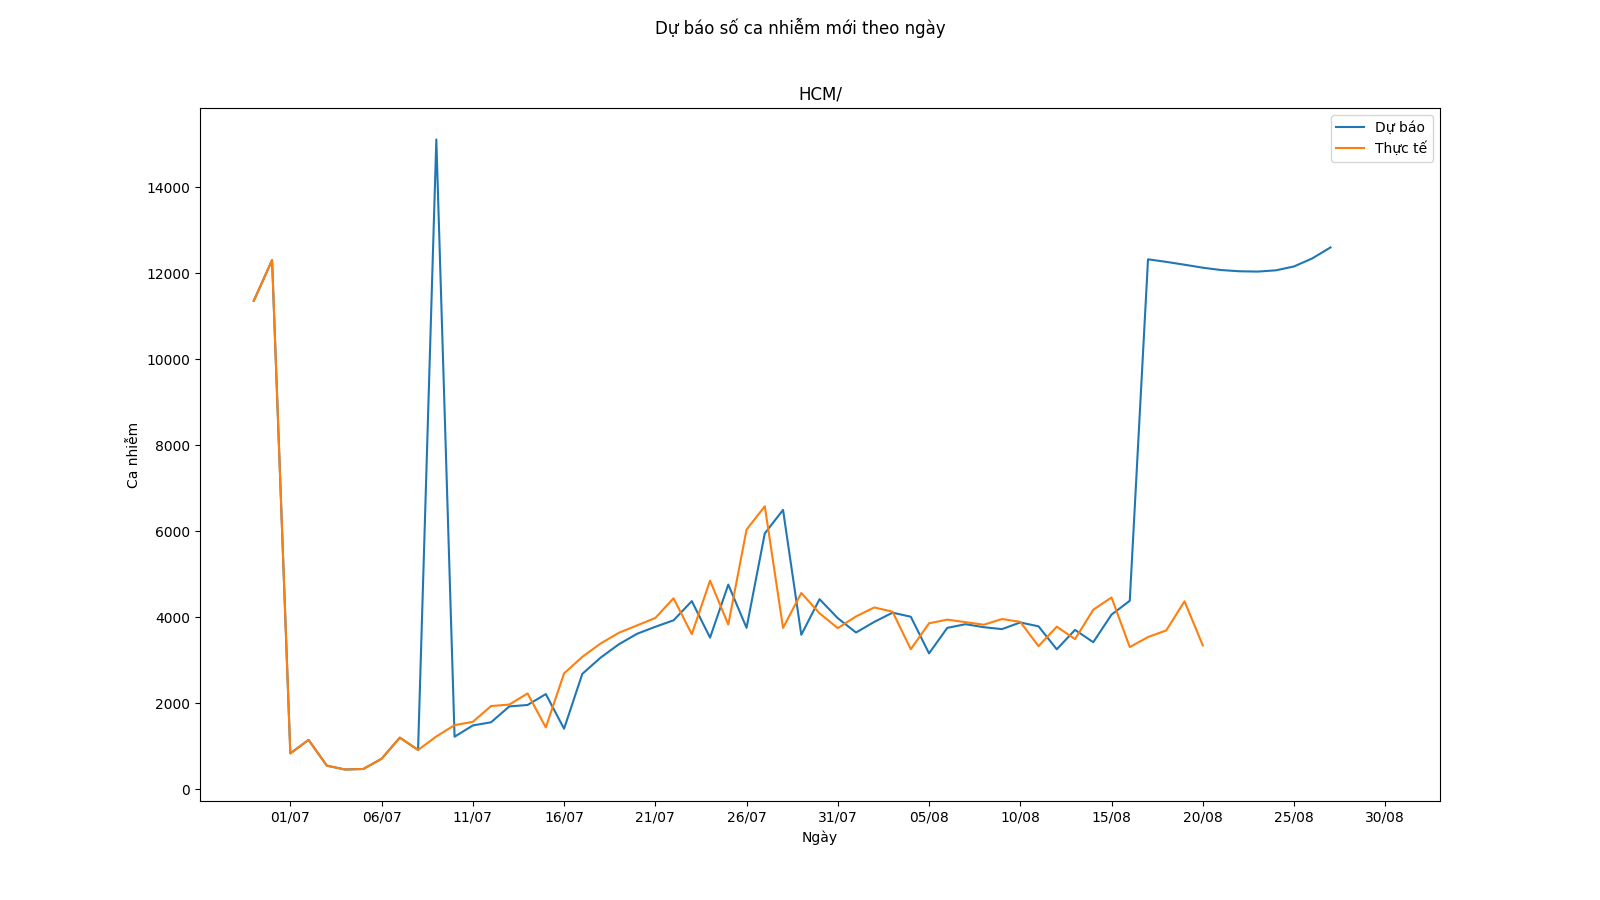 Dự báo số ca nhiễm mới theo ngày
HCM/
Dự báo
Thực tế
14000
12000
10000
8000
6000
4000
2000
0
Ca nhiễm
01/07 06/07 11/07 16/07 21/07 26/07 31/07 05/08 10/08 15/08 20/08 25/08 30/08
Ngày